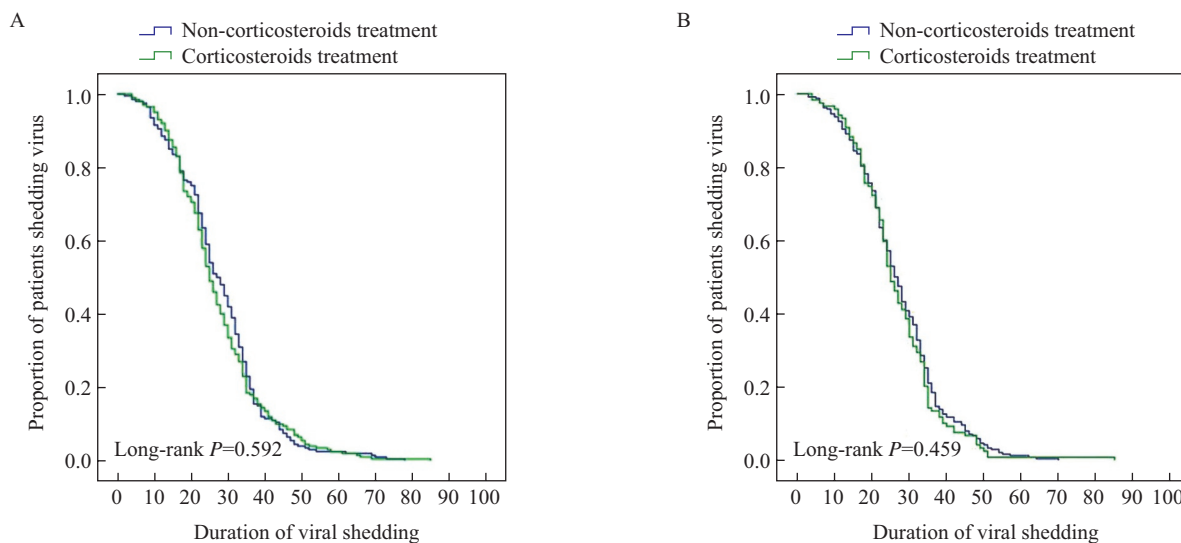 A
Non-corticosteroids treatment
Corticosteroids treatment
Proportion of patients shedding virus
1.0
0.8
0.6
0.4
0.2
0.0
Long-rank P=0.592
0 10 20 30 40 50 60 70 80 90 100
Duration of viral shedding
B
Non-corticosteroids treatment
Corticosteroids treatment
Proportion of patients shedding virus
1.0
0.8
0.6
0.4
0.2
0.0
Long-rank P=0.459
0 10 20 30 40 50 60 70 80 90 100
Duration of viral shedding